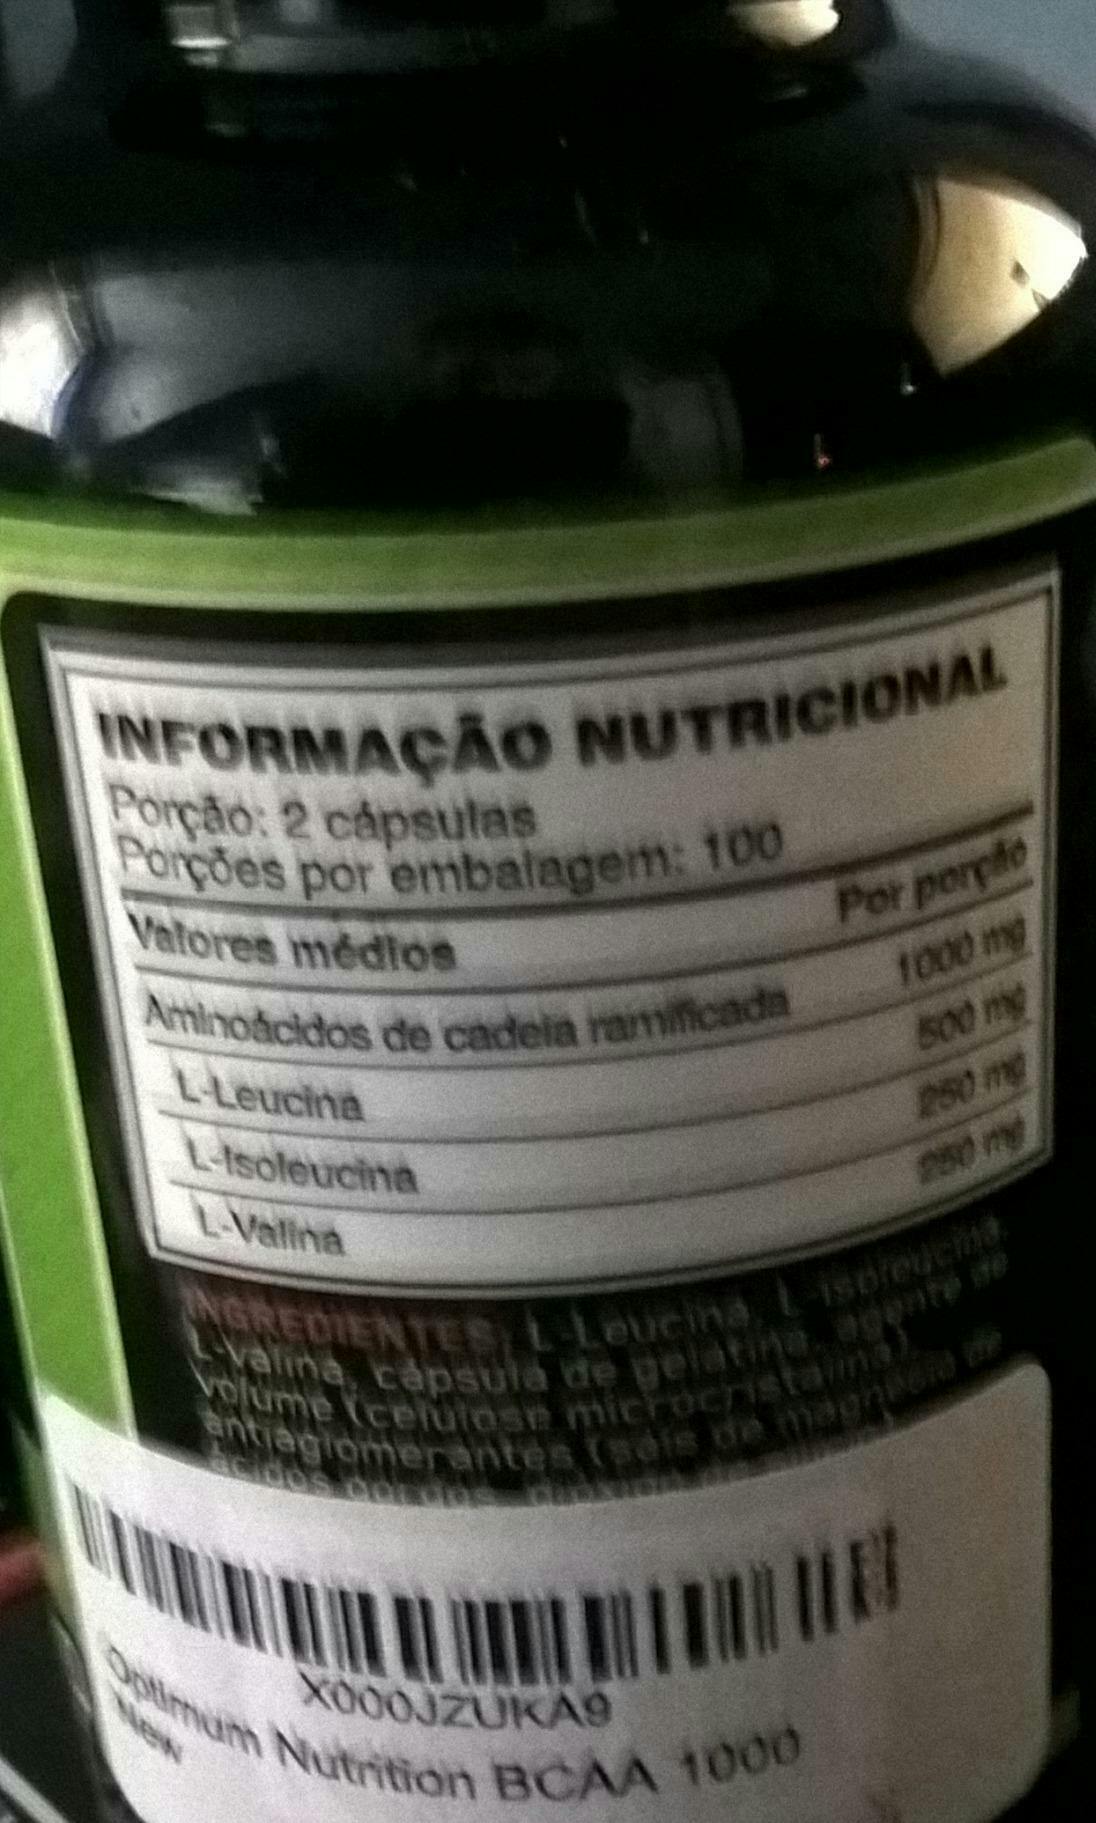 INFORMAÇÃO NUTRICIONAL
Porção: 2 cápsulas
Porções por embalagem: 100
Valores médios Por porção
Aminoácidos de cadeia ramificada 1000 mg
L-Leucina 500 mg
L-Isoleucina 250 mg
L-Valina 250 mg
INGREDIENTES: L-Leucina, L-Isoleucina,
L-Valina, cápsula de gelatina, agente de
volume (celulose microcristalina),
antiaglomerantes (sais de magnésio de
X000JZUKA9
Optimum Nutrition BCAA 1000
New